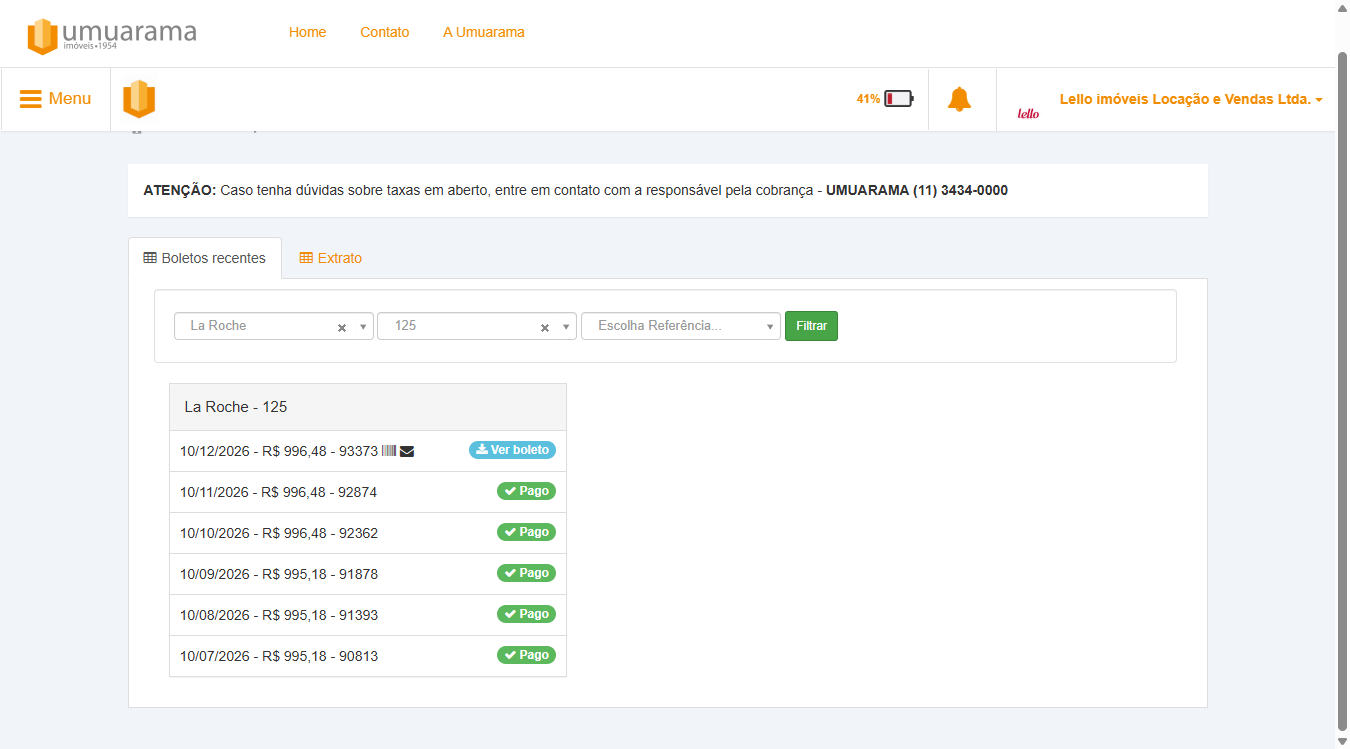 umuarama
imóveis•1954
Home
Contato
A Umuarama
Menu
41%
lello
Lello imóveis Locação e Vendas Ltda.
ATENÇÃO: Caso tenha dúvidas sobre taxas em aberto, entre em contato com a responsável pela cobrança - UMUARAMA (11) 3434-0000
Boletos recentes
Extrato
La Roche
125
Escolha Referência...
Filtrar
La Roche - 125
10/12/2026 - R$ 996,48 - 93373 Ver boleto
10/11/2026 - R$ 996,48 - 92874 Pago
10/10/2026 - R$ 996,48 - 92362 Pago
10/09/2026 - R$ 995,18 - 91878 Pago
10/08/2026 - R$ 995,18 - 91393 Pago
10/07/2026 - R$ 995,18 - 90813 Pago